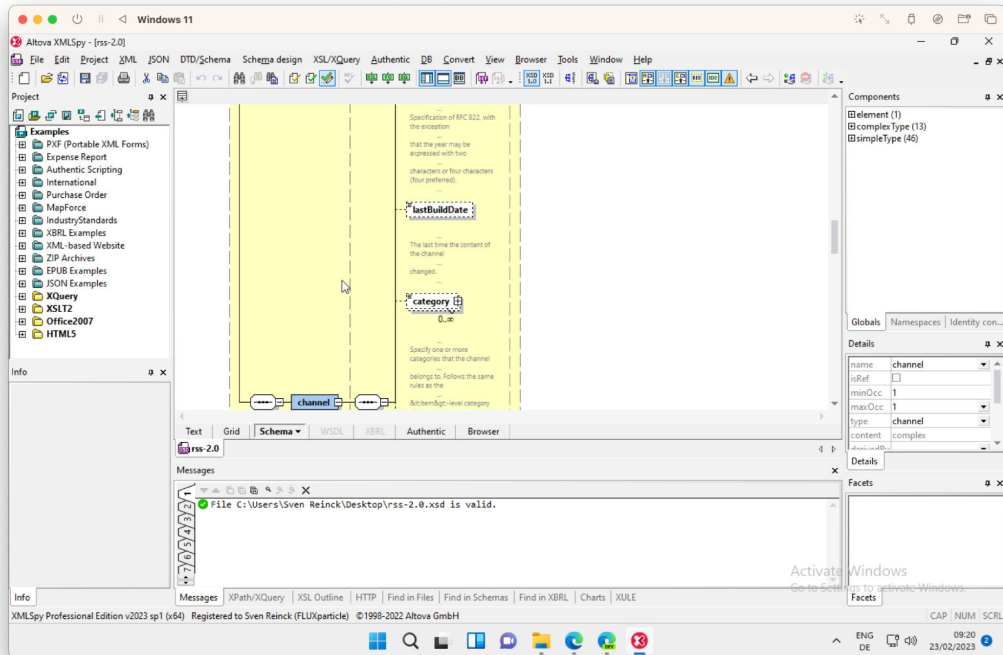 Windows 11
Altova XMLSpy - [rss-2.0]
File Edit Project XML JSON DTD/Schema Schema design XSL/XQuery Authentic DB Convert View Browser Tools Window Help
Project
Examples
PXF (Portable XML Forms)
Expense Report
Authentic Scripting
International
Purchase Order
MapForce
IndustryStandards
XBRL Examples
XML-based Website
ZIP Archives
EPUB Examples
JSON Examples
XQuery
XSLT2
Office2007
HTML5
Info
Info
Specification of RFC 822, with
the exception
...
that the year may be
expressed with two
...
characters or four characters
(four preferred).
...
lastBuildDate
...
The last time the content of
the channel
...
changed.
...
category
0..∞
...
Specify one or more
categories that the channel
...
belongs to. Follows the same
rules as the
...
&lt;item&gt;-level category
channel
Text Grid Schema WSDL XBRL Authentic Browser
rss-2.0
Messages
1
2
3
4
5
6
7
File C:\Users\Sven Reinck\Desktop\rss-2.0.xsd is valid.
Messages XPath/XQuery XSL Outline HTTP Find in Files Find in Schemas Find in XBRL Charts XULE
Components
element (1)
complexType (13)
simpleType (46)
Globals Namespaces Identity con...
Details
name channel
isRef
minOcc 1
maxOcc 1
type channel
content complex
Details
Facets
Activate Windows
Go to Settings to activate Windows.
Facets
XMLSpy Professional Edition v2023 sp1 (x64) Registered to Sven Reinck (FLUXparticle) ©1998-2022 Altova GmbH
CAP NUM SCRL
ENG
DE
09:20
23/02/2023
2